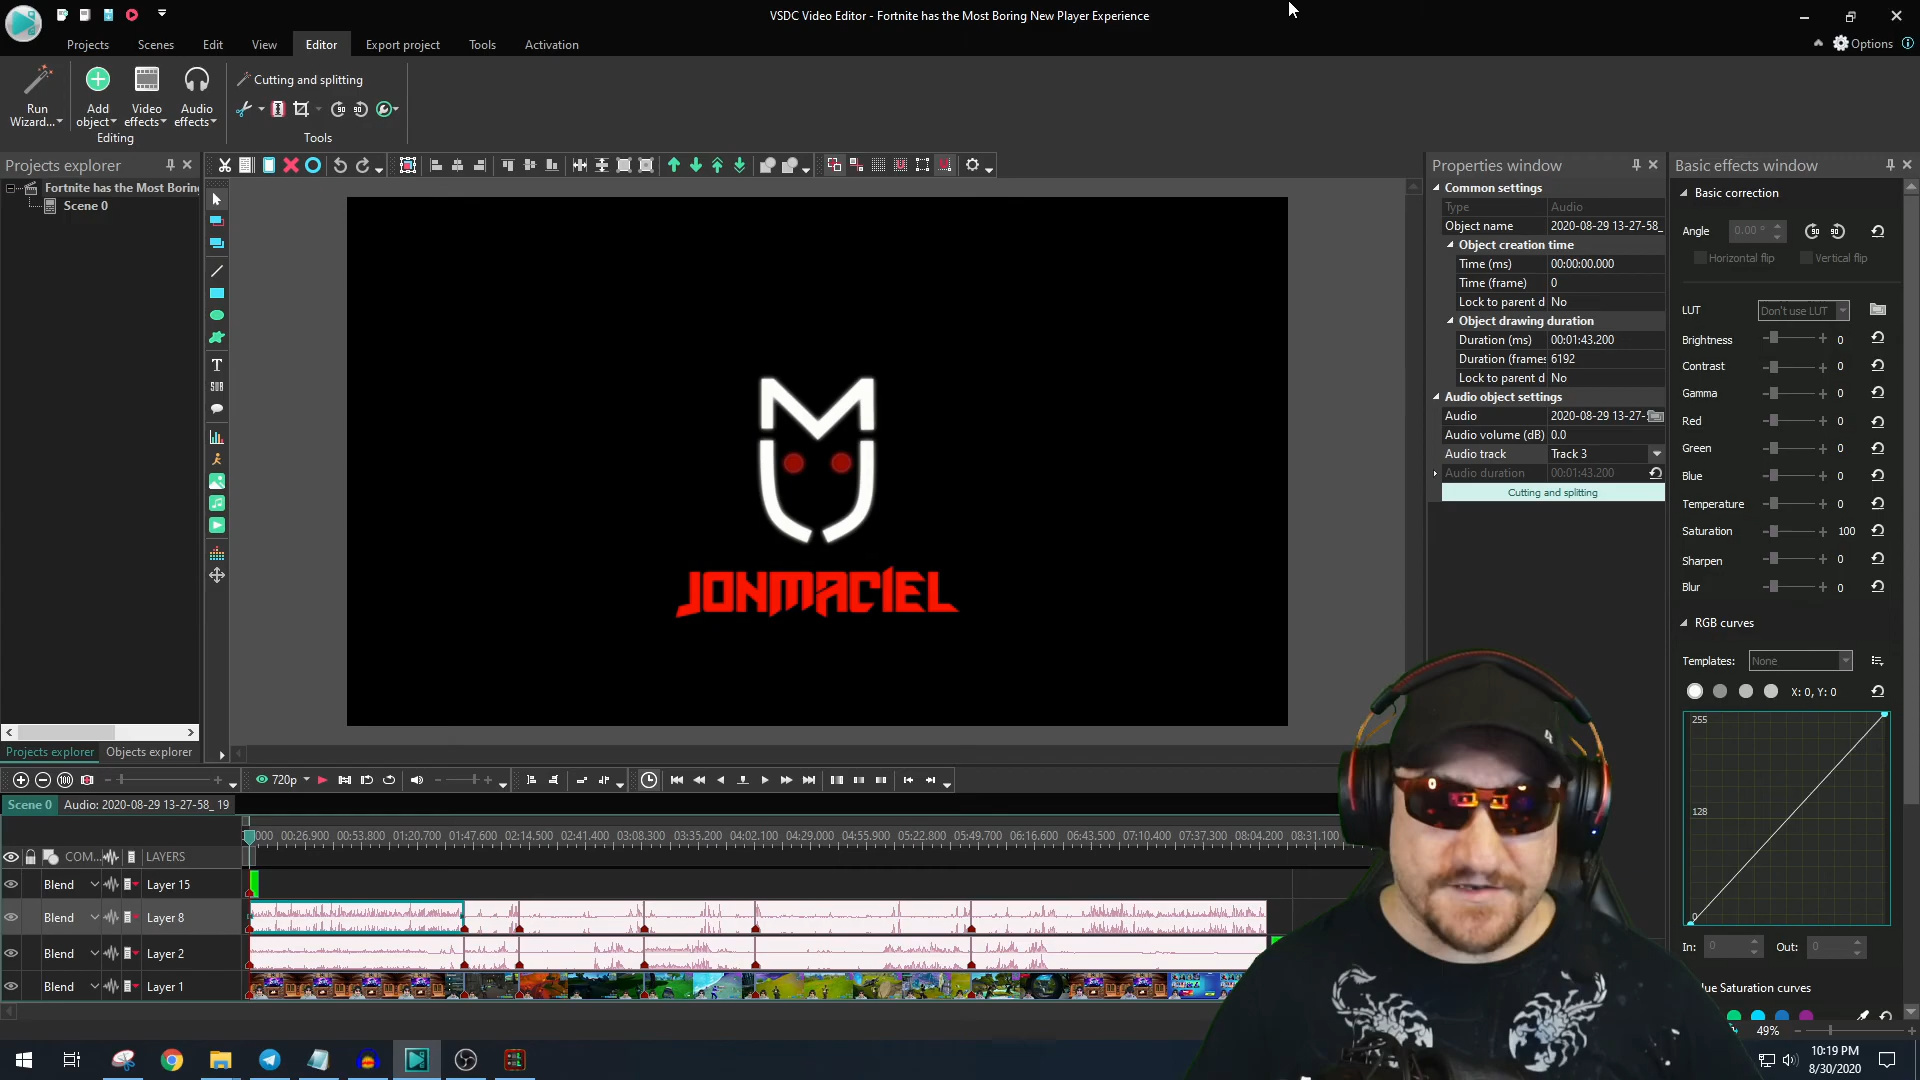 VSDC Video Editor - Fortnite has the Most Boring New Player Experience
Projects
Scenes
Edit
View
Editor
Export project
Tools
Activation
Options
Run Wizard...
Add object
Video effects
Audio effects
Editing
Cutting and splitting
Tools
Projects explorer
Fortnite has the Most Boring
Scene 0
Projects explorer
Objects explorer
T
SUB
JONMACIEL
Properties window
Common settings
Type Audio
Object name 2020-08-29 13-27-58_
Object creation time
Time (ms) 00:00:00.000
Time (frame) 0
Lock to parent d No
Object drawing duration
Duration (ms) 00:01:43.200
Duration (frames 6192
Lock to parent d No
Audio object settings
Audio 2020-08-29 13-27-
Audio volume (dB) 0.0
Audio track Track 3
Audio duration 00:01:43.200
Cutting and splitting
Basic effects window
Basic correction
Angle 0.00 °
Horizontal flip
Vertical flip
LUT Don't use LUT
Brightness 0
Contrast 0
Gamma 0
Red 0
Green 0
Blue 0
Temperature 0
Saturation 100
Sharpen 0
Blur 0
RGB curves
Templates: None
X: 0, Y: 0
255
128
0
In: 0 Out: 0
ue Saturation curves
720p
Scene 0
Audio: 2020-08-29 13-27-58_ 19
000 00:26.900 00:53.800 01:20.700 01:47.600 02:14.500 02:41.400 03:08.300 03:35.200 04:02.100 04:29.000 04:55.900 05:22.800 05:49.700 06:16.600 06:43.500 07:10.400 07:37.300 08:04.200 08:31.100
COM... LAYERS
Blend Layer 15
Blend Layer 8
Blend Layer 2
Blend Layer 1
49%
10:19 PM
8/30/2020